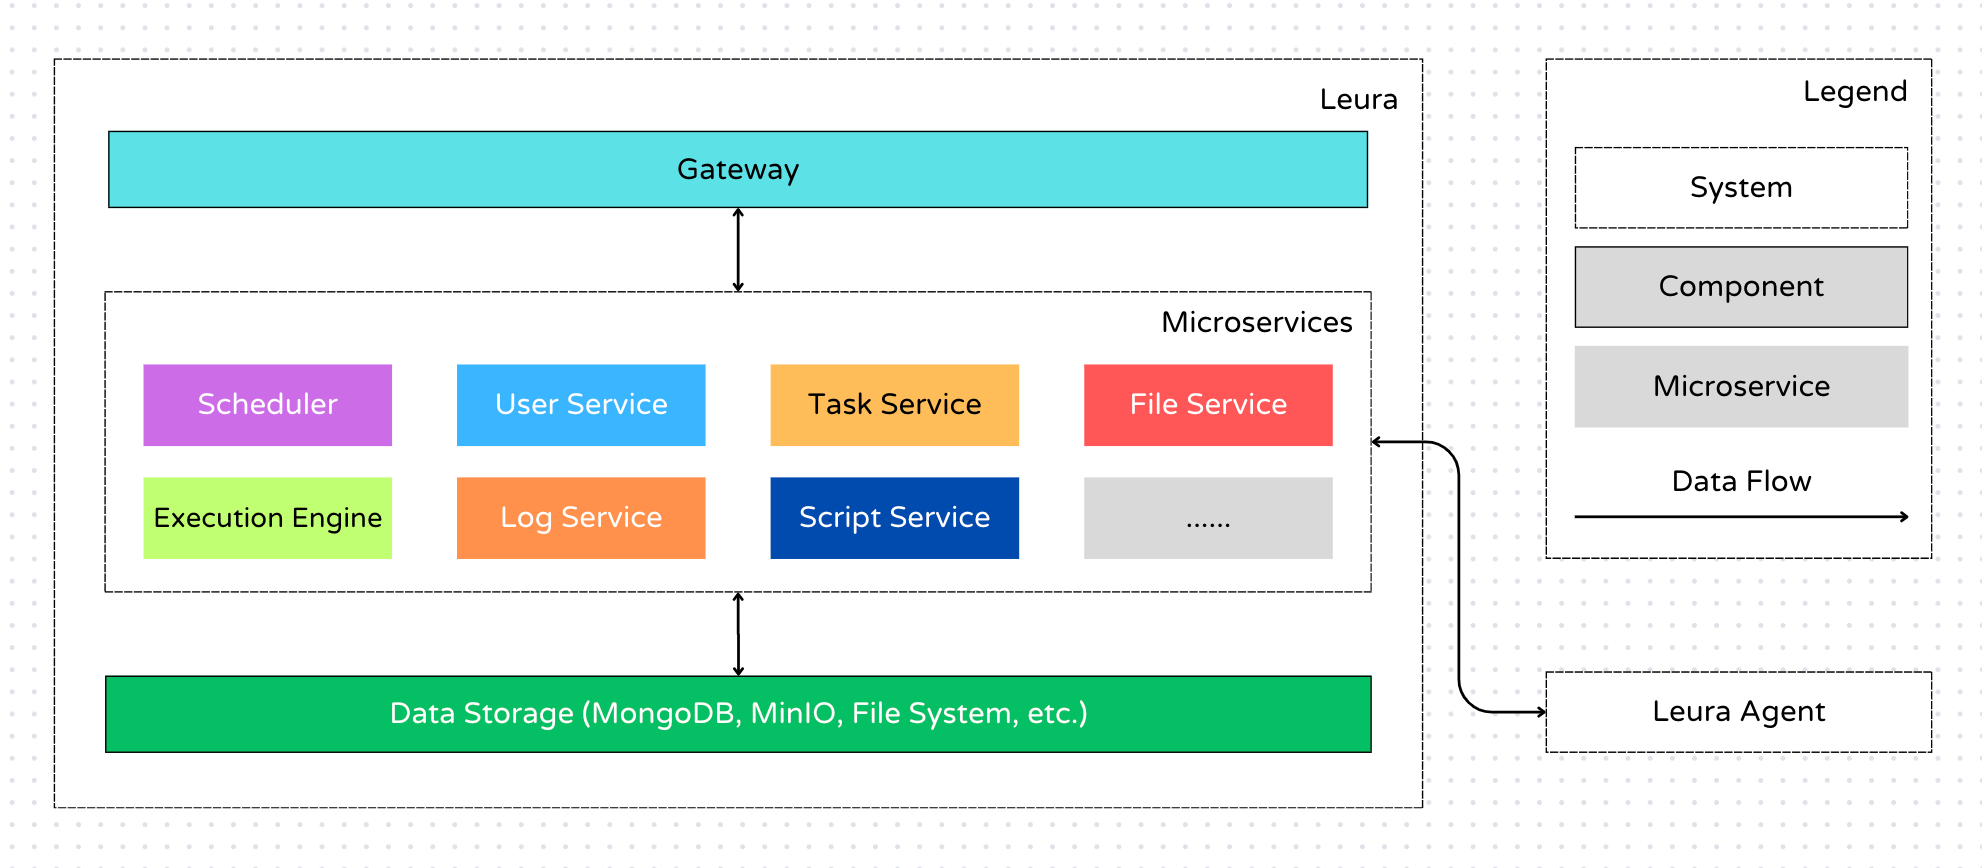 Leura
Gateway
Microservices
Scheduler
User Service
Task Service
File Service
Execution Engine
Log Service
Script Service
......
Data Storage (MongoDB, MinIO, File System, etc.)
Legend
System
Component
Microservice
Data Flow
Leura Agent